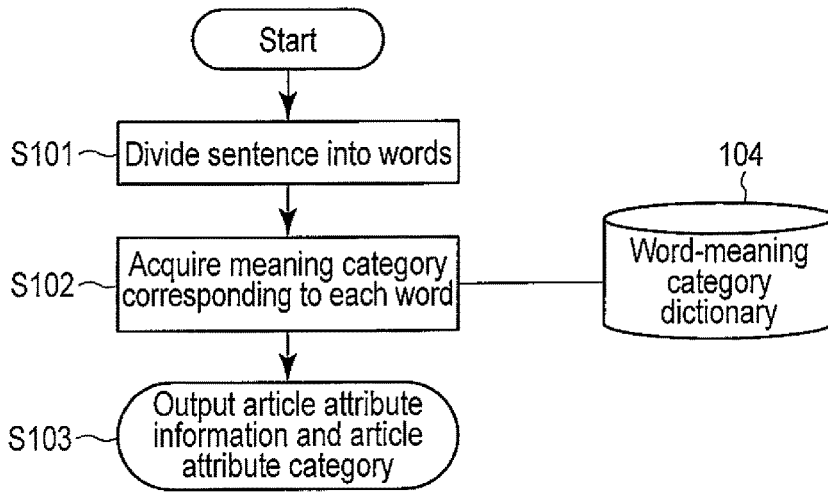 Start
S101
Divide sentence into words
104
S102
Acquire meaning category
corresponding to each word
Word-meaning
category
dictionary
S103
Output article attribute
information and article
attribute category